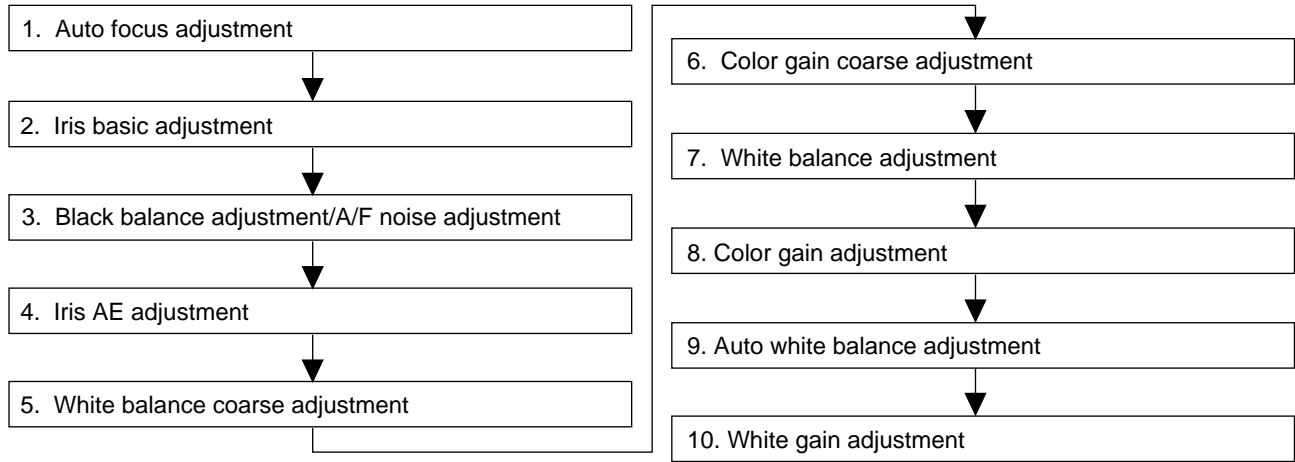 1. Auto focus adjustment
2. Iris basic adjustment
3. Black balance adjustment/A/F noise adjustment
4. Iris AE adjustment
5. White balance coarse adjustment
6. Color gain coarse adjustment
7. White balance adjustment
8. Color gain adjustment
9. Auto white balance adjustment
10. White gain adjustment